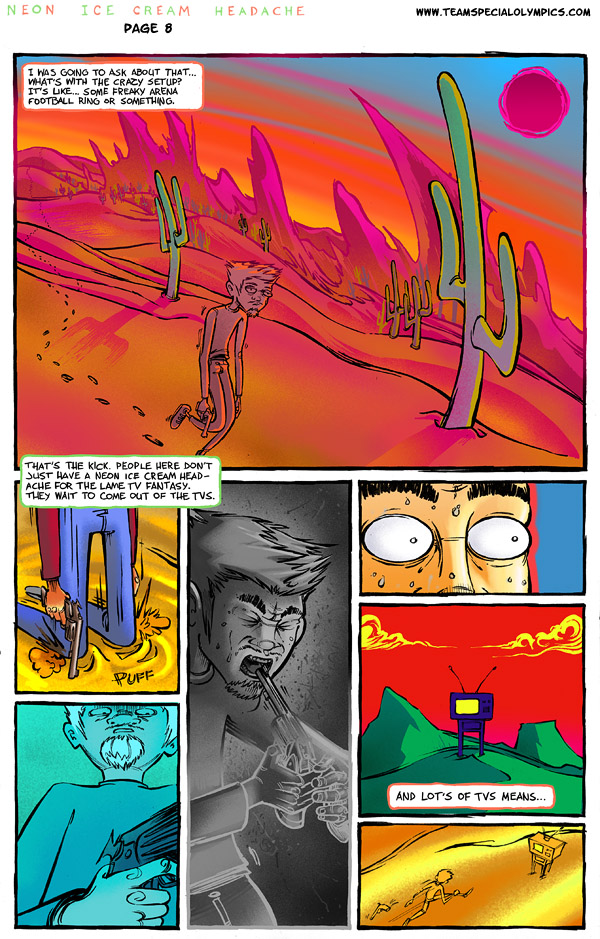 NEON ICE CREAM HEADACHE
WWW.TEAMSPECIALOLYMPICS.COM
PAGE 8
I WAS GOING TO ASK ABOUT THAT...
WHAT'S WITH THE CRAZY SETUP?
IT'S LIKE... SOME FREAKY ARENA
FOOTBALL RING OR SOMETHING.
THAT'S THE KICK. PEOPLE HERE DON'T
JUST HAVE A NEON ICE CREAM HEAD-
ACHE FOR THE LAME TV FANTASY.
THEY WAIT TO COME OUT OF THE TVS.
PUFF
AND LOT'S OF TVS MEANS...